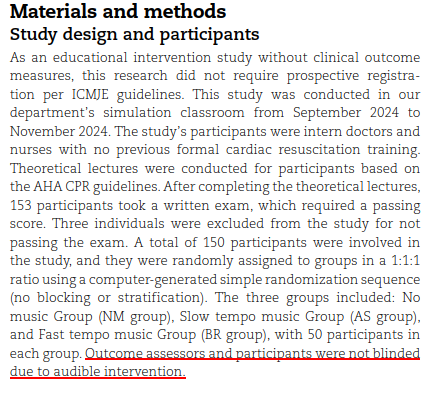 Materials and methods
Study design and participants
As an educational intervention study without clinical outcome
measures, this research did not require prospective registra-
tion per ICMJE guidelines. This study was conducted in our
department's simulation classroom from September 2024 to
November 2024. The study's participants were intern doctors and
nurses with no previous formal cardiac resuscitation training.
Theoretical lectures were conducted for participants based on
the AHA CPR guidelines. After completing the theoretical lectures,
153 participants took a written exam, which required a passing
score. Three individuals were excluded from the study for not
passing the exam. A total of 150 participants were involved in
the study, and they were randomly assigned to groups in a 1:1:1
ratio using a computer-generated simple randomization sequence
(no blocking or stratification). The three groups included: No
music Group (NM group), Slow tempo music Group (AS group),
and Fast tempo music Group (BR group), with 50 participants in
each group. Outcome assessors and participants were not blinded
due to audible intervention.